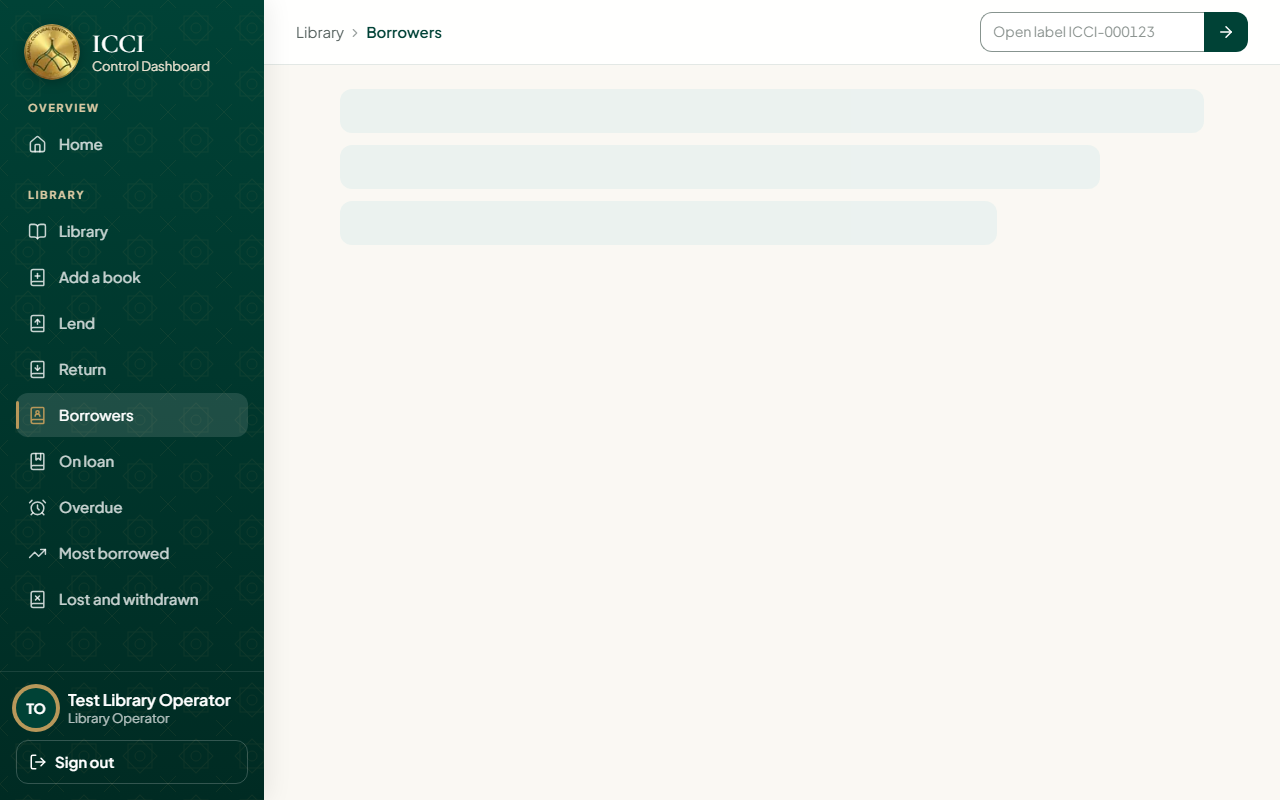 ICCI
Control Dashboard
OVERVIEW
Home
LIBRARY
Library
Add a book
Lend
Return
Borrowers
On loan
Overdue
Most borrowed
Lost and withdrawn
TO
Test Library Operator
Library Operator
Sign out
Library > Borrowers
Open label ICCI-000123